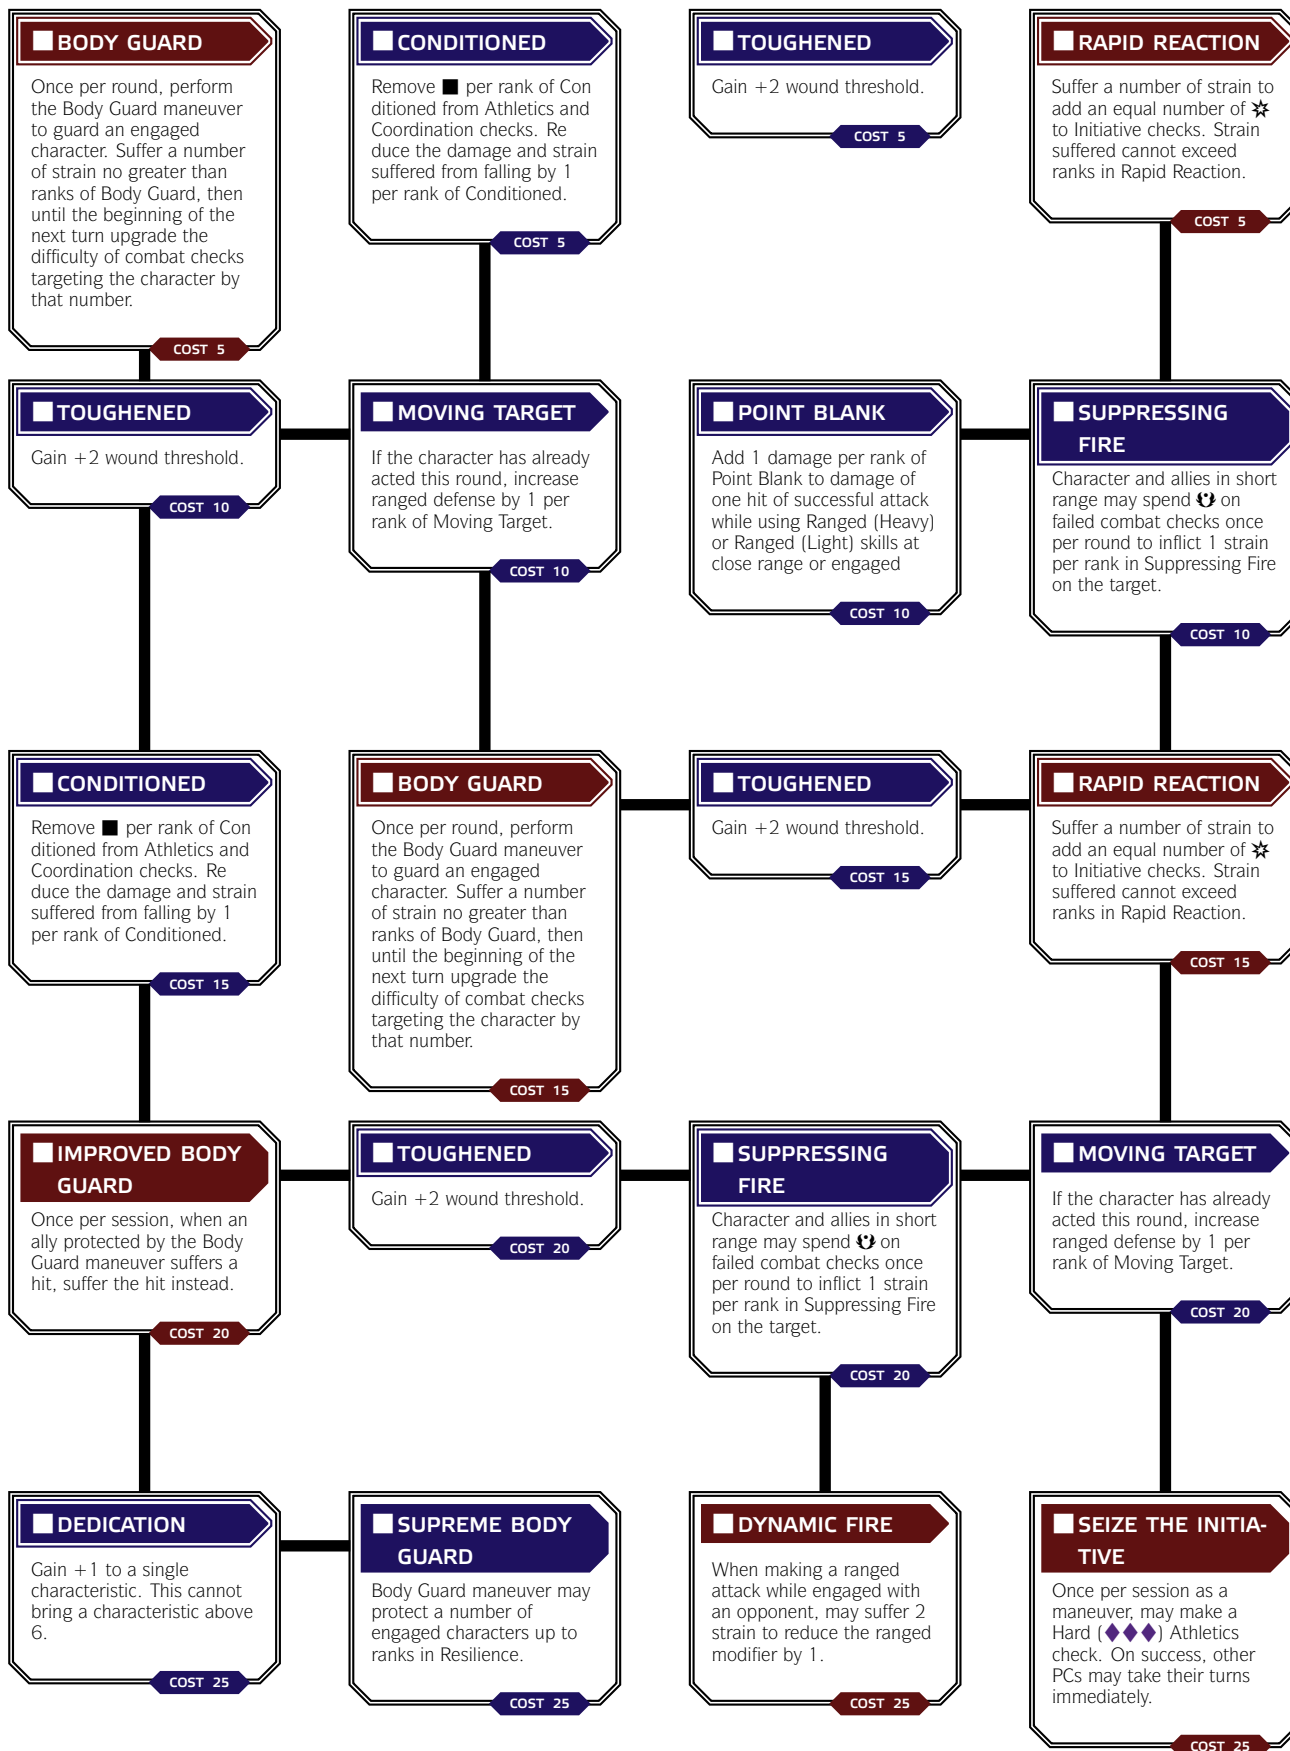 BODY GUARD
Once per round, perform
the Body Guard maneuver
to guard an engaged
character. Suffer a number
of strain no greater than
ranks of Body Guard, then
until the beginning of the
next turn upgrade the
difficulty of combat checks
targeting the character by
that number.
COST 5
CONDITIONED
Remove ■ per rank of Con
ditioned from Athletics and
Coordination checks. Re
duce the damage and strain
suffered from falling by 1
per rank of Conditioned.
COST 5
TOUGHENED
Gain +2 wound threshold.
COST 5
RAPID REACTION
Suffer a number of strain to
add an equal number of
to Initiative checks. Strain
suffered cannot exceed
ranks in Rapid Reaction.
COST 5
TOUGHENED
Gain +2 wound threshold.
COST 10
MOVING TARGET
If the character has already
acted this round, increase
ranged defense by 1 per
rank of Moving Target.
COST 10
POINT BLANK
Add 1 damage per rank of
Point Blank to damage of
one hit of successful attack
while using Ranged (Heavy)
or Ranged (Light) skills at
close range or engaged
COST 10
SUPPRESSING
FIRE
Character and allies in short
range may spend on
failed combat checks once
per round to inflict 1 strain
per rank in Suppressing Fire
on the target.
COST 10
CONDITIONED
Remove ■ per rank of Con
ditioned from Athletics and
Coordination checks. Re
duce the damage and strain
suffered from falling by 1
per rank of Conditioned.
COST 15
BODY GUARD
Once per round, perform
the Body Guard maneuver
to guard an engaged
character. Suffer a number
of strain no greater than
ranks of Body Guard, then
until the beginning of the
next turn upgrade the
difficulty of combat checks
targeting the character by
that number.
COST 15
TOUGHENED
Gain +2 wound threshold.
COST 15
RAPID REACTION
Suffer a number of strain to
add an equal number of
to Initiative checks. Strain
suffered cannot exceed
ranks in Rapid Reaction.
COST 15
IMPROVED BODY
GUARD
Once per session, when an
ally protected by the Body
Guard maneuver suffers a
hit, suffer the hit instead.
COST 20
TOUGHENED
Gain +2 wound threshold.
COST 20
SUPPRESSING
FIRE
Character and allies in short
range may spend on
failed combat checks once
per round to inflict 1 strain
per rank in Suppressing Fire
on the target.
COST 20
MOVING TARGET
If the character has already
acted this round, increase
ranged defense by 1 per
rank of Moving Target.
COST 20
DEDICATION
Gain +1 to a single
characteristic. This cannot
bring a characteristic above
6.
COST 25
SUPREME BODY
GUARD
Body Guard maneuver may
protect a number of
engaged characters up to
ranks in Resilience.
COST 25
DYNAMIC FIRE
When making a ranged
attack while engaged with
an opponent, may suffer 2
strain to reduce the ranged
modifier by 1.
COST 25
SEIZE THE INITIA-
TIVE
Once per session as a
maneuver, may make a
Hard (♦♦♦) Athletics
check. On success, other
PCs may take their turns
immediately.
COST 25